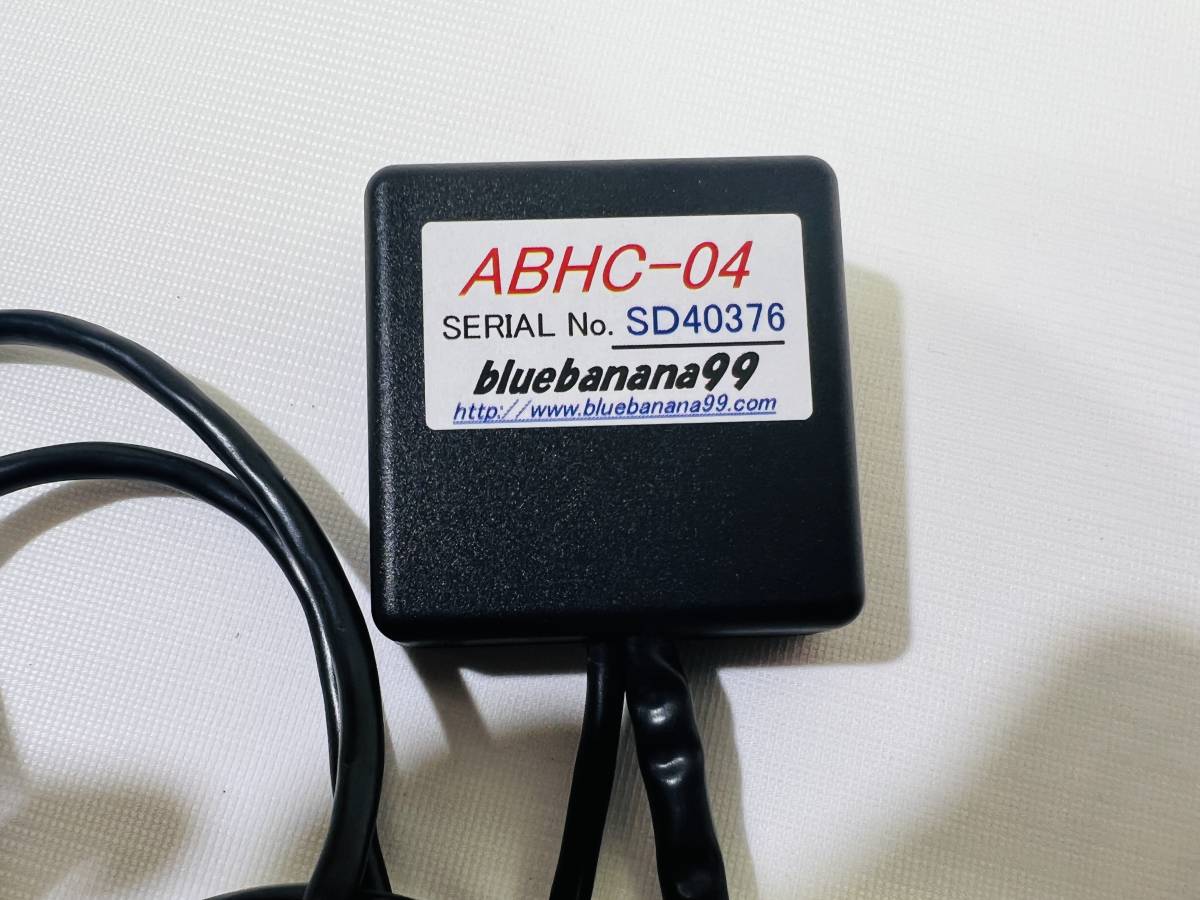 ABHC-04
SERIAL No. SD40376
bluebanana99
http://www.bluebanana99.com